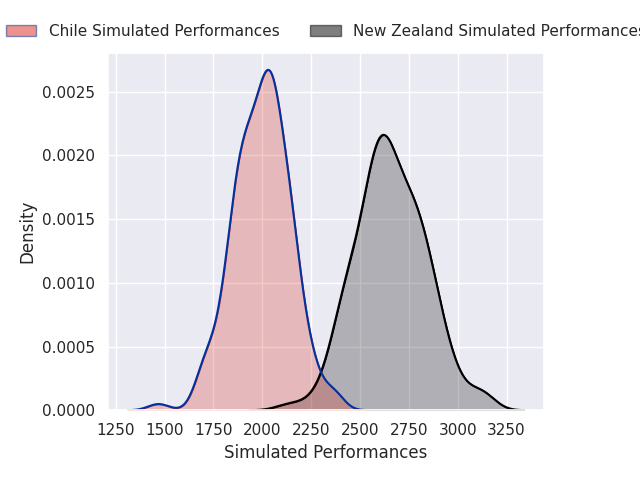 Chile Simulated Performances
New Zealand Simulated Performances
0.0025
0.0020
0.0015
0.0010
0.0005
0.0000
Density
1250 1500 1750 2000 2250 2500 2750 3000 3250
Simulated Performances